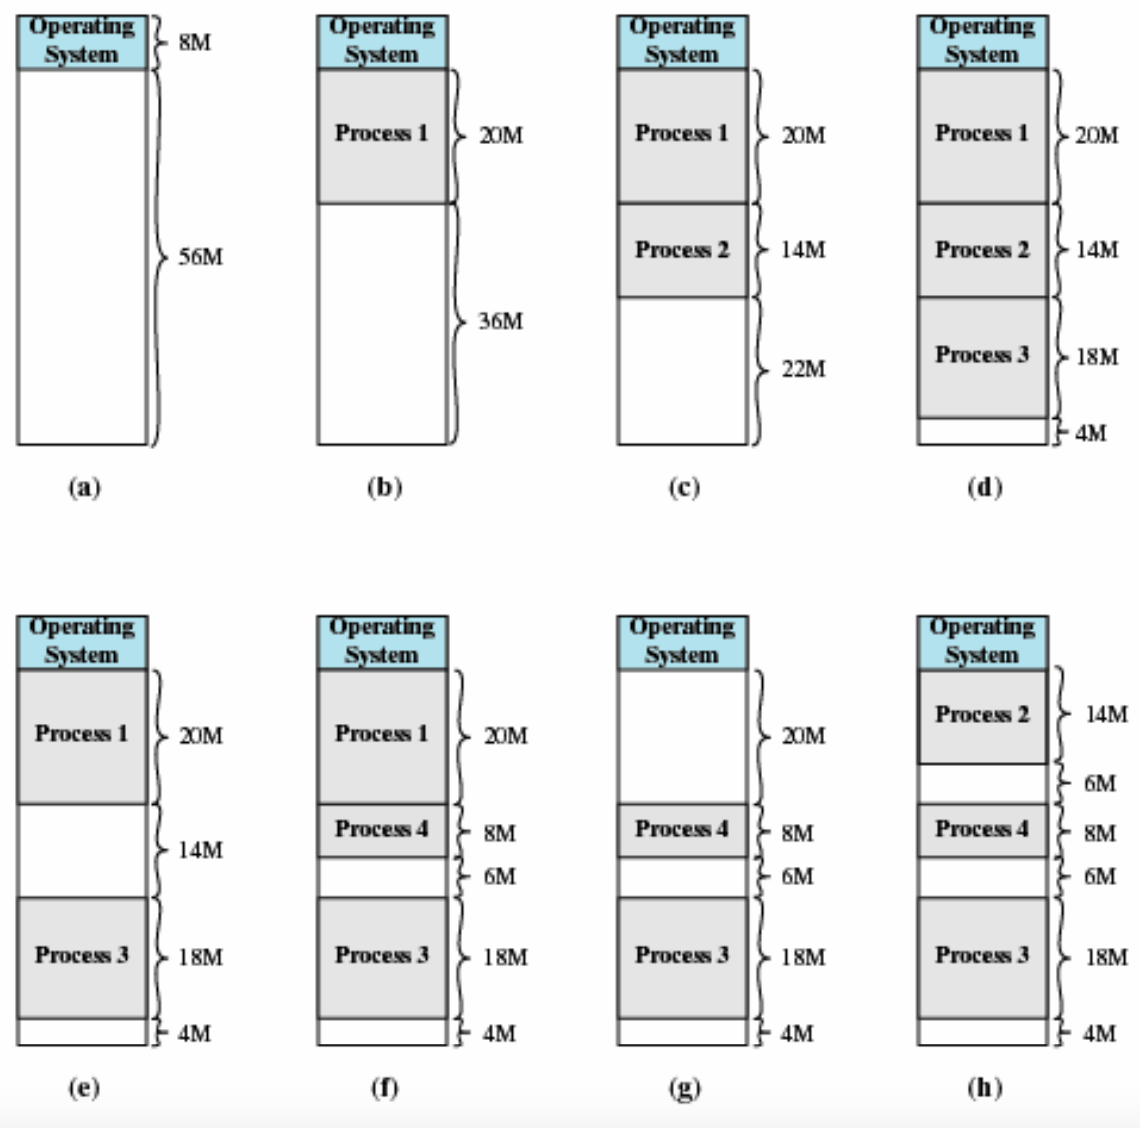 Operating
System
8M
56M
(a)
Operating
System
Process 1
20M
36M
(b)
Operating
System
Process 1
20M
Process 2
14M
22M
(c)
Operating
System
Process 1
20M
Process 2
14M
Process 3
18M
4M
(d)
Operating
System
Process 1
20M
14M
Process 3
18M
4M
(e)
Operating
System
Process 1
20M
Process 4
8M
6M
Process 3
18M
4M
(f)
Operating
System
20M
Process 4
8M
6M
Process 3
18M
4M
(g)
Operating
System
Process 2
14M
6M
Process 4
8M
6M
Process 3
18M
4M
(h)